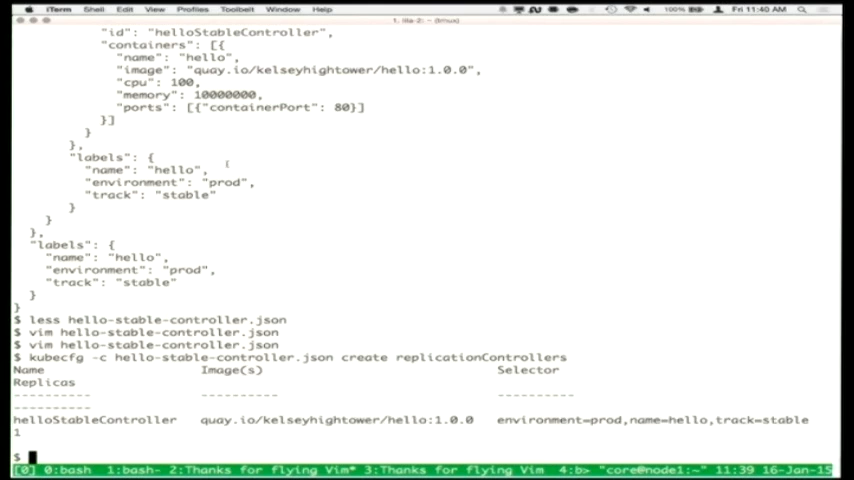 iTerm Shell Edit View Profiles Toolbelt Window Help 100% Fri 11:40 AM
"id": "helloStableController",
"containers": [{
"name": "hello",
"image": "quay.io/kelseyhightower/hello:1.0.0",
"cpu": 100,
"memory": 10000000,
"ports": [{"containerPort": 80}]
}]
}
},
"labels": {
"name": "hello",
"environment": "prod",
"track": "stable"
}
}
},
"labels": {
"name": "hello",
"environment": "prod",
"track": "stable"
}
}
$ less hello-stable-controller.json
$ vim hello-stable-controller.json
$ vim hello-stable-controller.json
$ kubecfg -c hello-stable-controller.json create replicationControllers
Name Image(s) Selector
Replicas
---------- ---------- ----------
----------
helloStableController quay.io/kelseyhightower/hello:1.0.0 environment=prod,name=hello,track=stable
1
$
[0] 0:bash 1:bash- 2:Thanks for flying Vim* 3:Thanks for flying Vim 4:b> "core@node1:~" 11:39 16-Jan-15